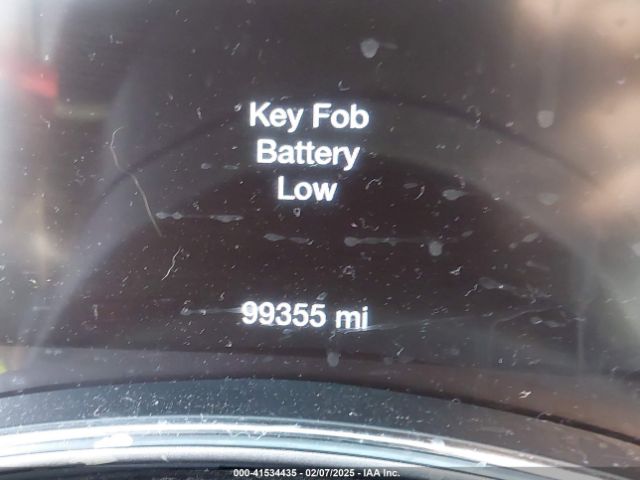 Key Fob
Battery
Low
99355 mi
000-41534435 - 02/07/2025 - IAA Inc.